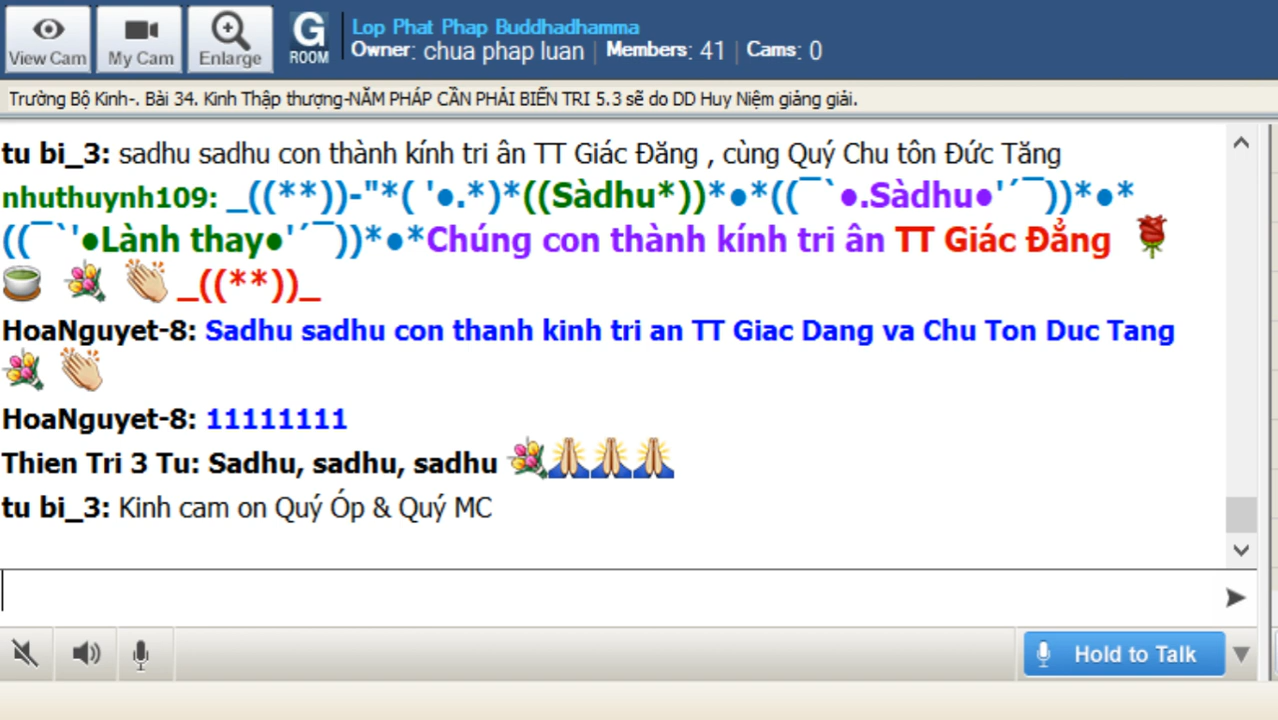 View Cam
My Cam
Enlarge
G
ROOM
Lop Phat Phap Buddhadhamma
Owner: chua phap luan | Members: 41 | Cams: 0
Trường Bộ Kinh-. Bài 34. Kinh Thập thượng-NĂM PHÁP CẦN PHẢI BIẾN TRI 5.3 sẽ do DD Huy Niệm giảng giải.
tu bi_3: sadhu sadhu con thành kính tri ân TT Giác Đăng , cùng Quý Chu tôn Đức Tăng
nhuthuynh109: _((**))-"*( '●.*)*((Sàdhu*))*●*((¯`●.Sàdhu●'´¯))*●*
((¯`'●Lành thay●'´¯))*●*Chúng con thành kính tri ân TT Giác Đẳng
_((**))_
HoaNguyet-8: Sadhu sadhu con thanh kinh tri an TT Giac Dang va Chu Ton Duc Tang
HoaNguyet-8: 11111111
Thien Tri 3 Tu: Sadhu, sadhu, sadhu
tu bi_3: Kinh cam on Quý Óp & Quý MC
Hold to Talk